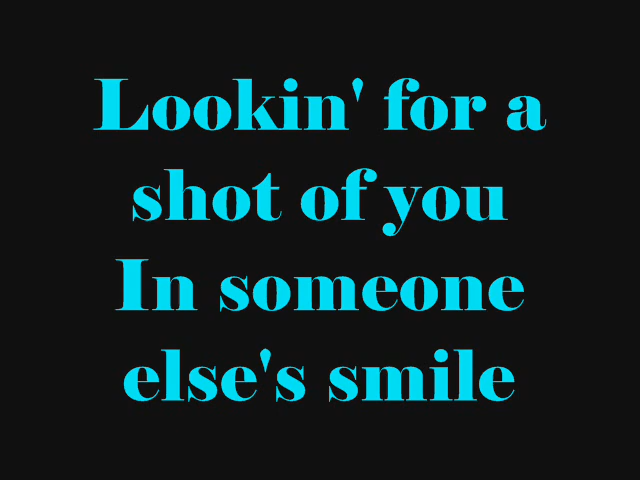 Lookin' for a
shot of you
In someone
else's smile